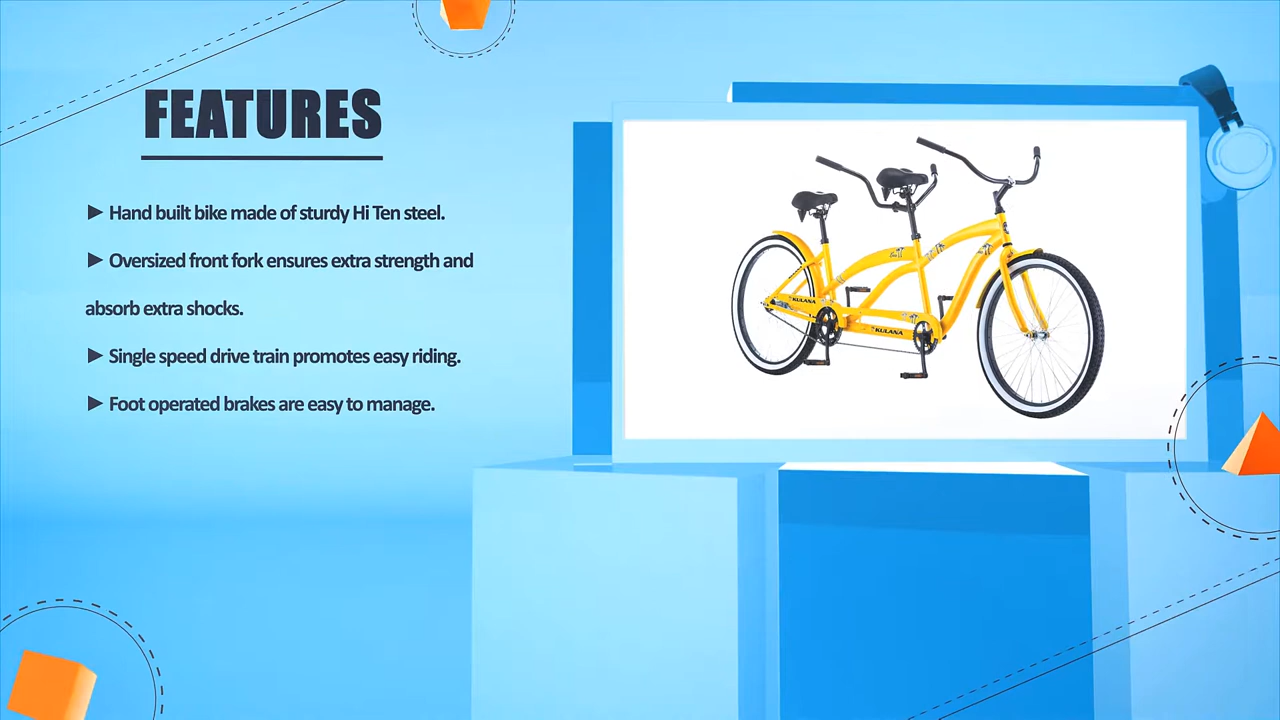 FEATURES
► Hand built bike made of sturdy Hi Ten steel.
► Oversized front fork ensures extra strength and
absorb extra shocks.
► Single speed drive train promotes easy riding.
► Foot operated brakes are easy to manage.
KULANA
KULANA